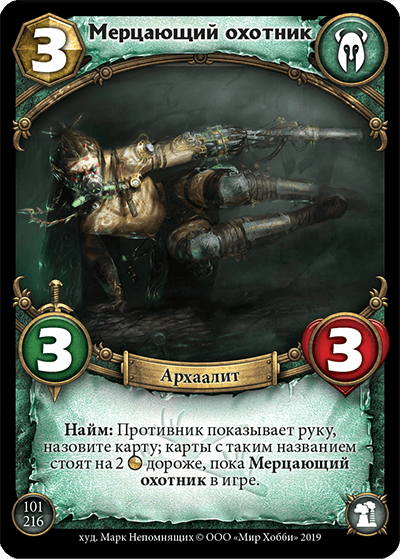 3
Мерцающий охотник
3
Архаалит
3
Найм: Противник показывает руку,
назовите карту; карты с таким названием
стоят на 2 дороже, пока Мерцающий
охотник в игре.
101
216
худ. Марк Непомнящих © ООО «Мир Хобби» 2019